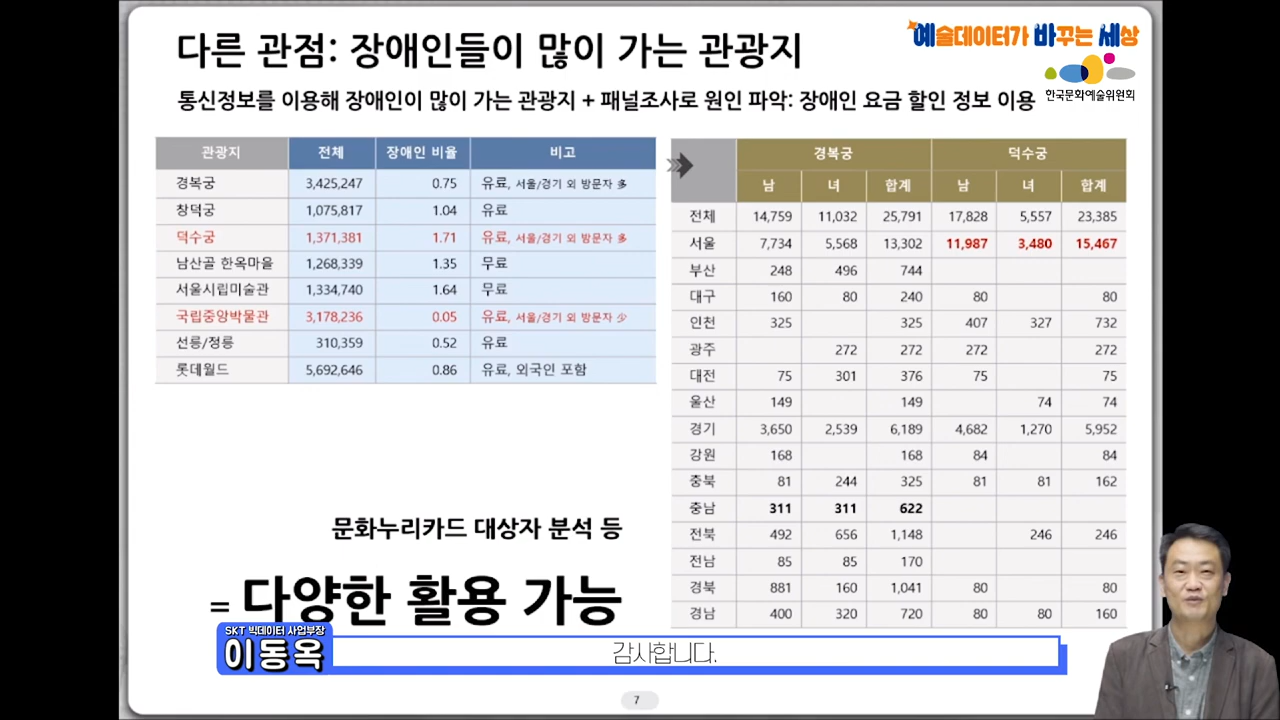 다른 관점: 장애인들이 많이 가는 관광지
예술데이터가 바꾸는 세상
한국문화예술위원회
통신정보를 이용해 장애인이 많이 가는 관광지 + 패널조사로 원인 파악: 장애인 요금 할인 정보 이용
관광지 전체 장애인 비율 비고
경복궁 3,425,247 0.75 유료, 서울/경기 외 방문자 多
창덕궁 1,075,817 1.04 유료
덕수궁 1,371,381 1.71 유료, 서울/경기 외 방문자 多
남산골 한옥마을 1,268,339 1.35 무료
서울시립미술관 1,334,740 1.64 무료
국립중앙박물관 3,178,236 0.05 유료, 서울/경기 외 방문자 少
선릉/정릉 310,359 0.52 유료
롯데월드 5,692,646 0.86 유료, 외국인 포함
경복궁 덕수궁
남 녀 합계 남 녀 합계
전체 14,759 11,032 25,791 17,828 5,557 23,385
서울 7,734 5,568 13,302 11,987 3,480 15,467
부산 248 496 744
대구 160 80 240 80 80
인천 325 325 407 327 732
광주 272 272 272 272
대전 75 301 376 75 75
울산 149 149 74 74
경기 3,650 2,539 6,189 4,682 1,270 5,952
강원 168 168 84 84
충북 81 244 325 81 81 162
충남 311 311 622
전북 492 656 1,148 246 246
전남 85 85 170
경북 881 160 1,041 80 80
경남 400 320 720 80 80 160
문화누리카드 대상자 분석 등
= 다양한 활용 가능
SKT 빅데이터 사업부장
이동옥
감사합니다.
7